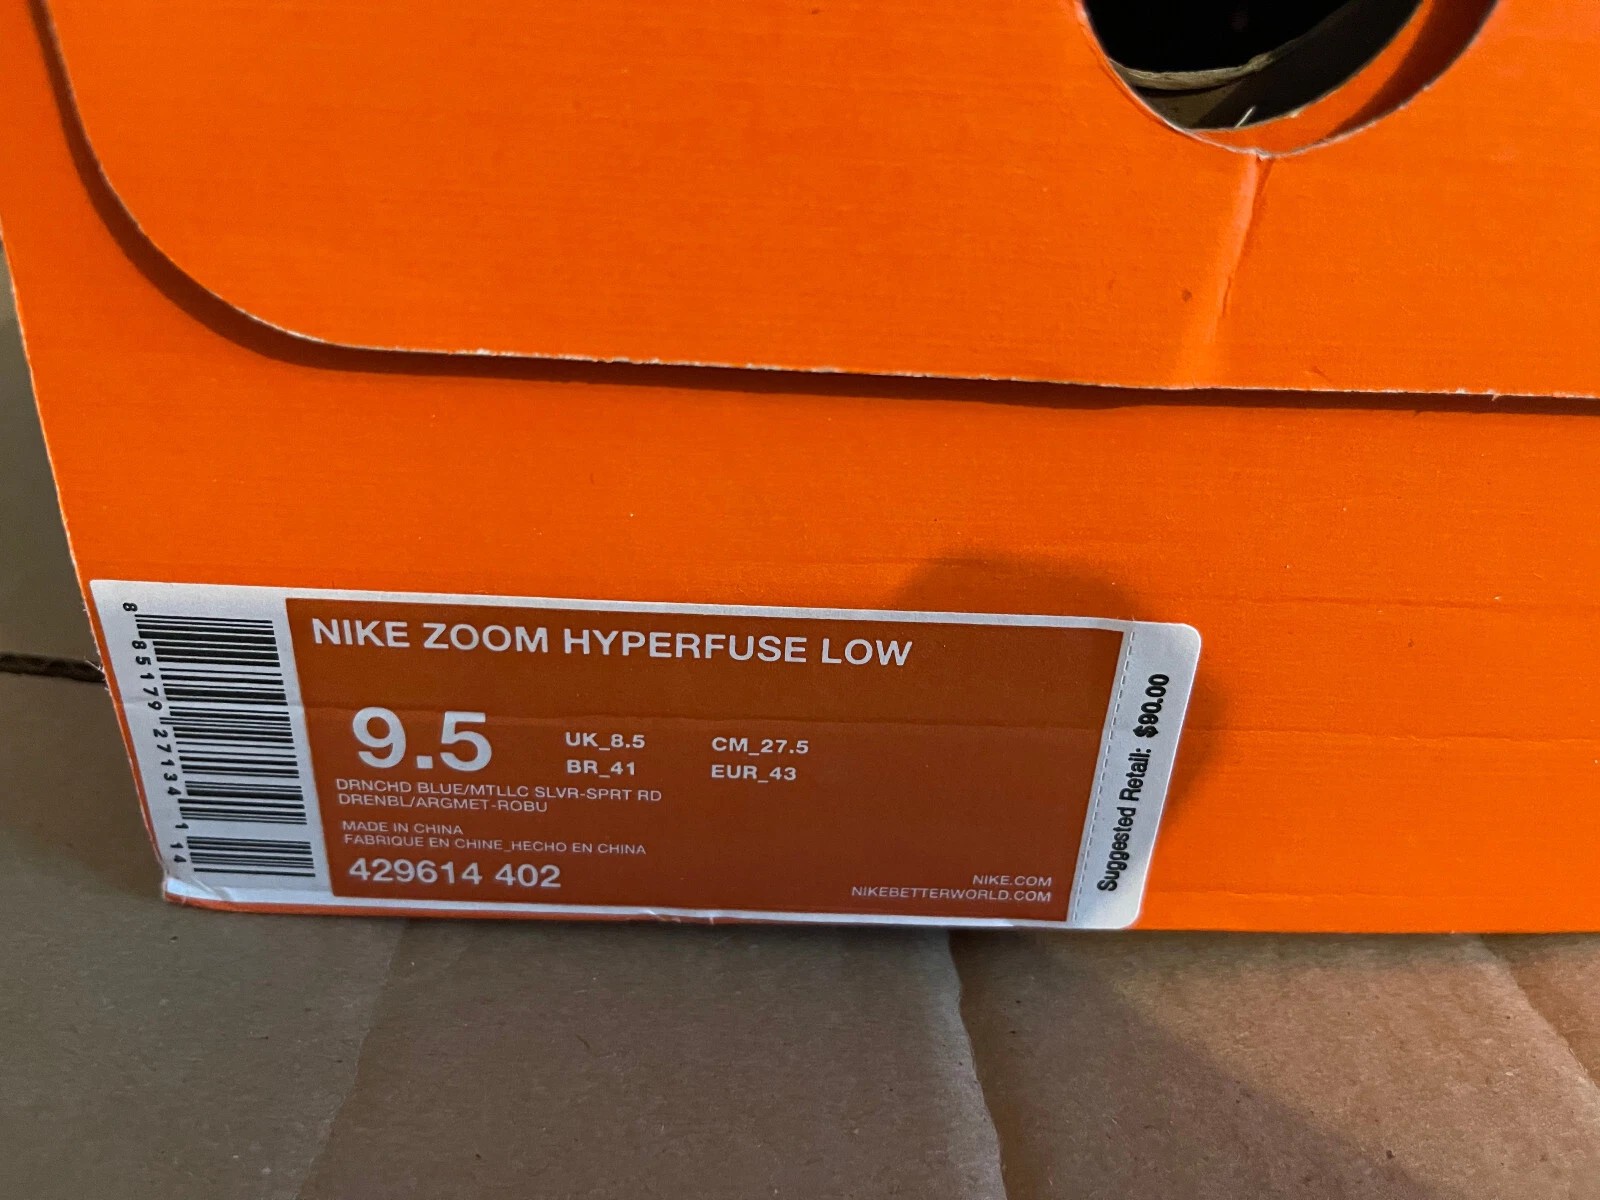 NIKE ZOOM HYPERFUSE LOW
9.5
UK_8.5 CM_27.5
BR_41 EUR_43
DRNCHD BLUE/MTLLC SLVR-SPRT RD
DRENBL/ARGMET-ROBU
MADE IN CHINA
FABRIQUE EN CHINE_HECHO EN CHINA
429614 402
NIKE.COM
NIKEBETTERWORLD.COM
8 85179 27134 1 14
Suggested Retail: $90.00